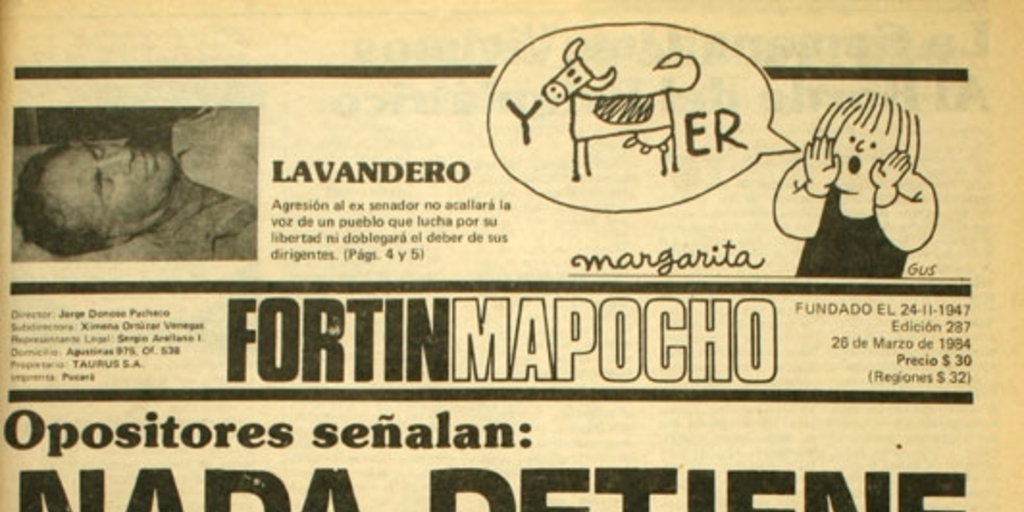 LAVANDERO
Agresión al ex senador no acallará la
voz de un pueblo que lucha por su
libertad ni doblegará el deber de sus
dirigentes. (Págs. 4 y 5)
Y ER
margarita
GUS
Director: Jorge Donoso Pacheco
Subdirectora: Ximena Ortúzar Venegas
Representante Legal: Sergio Arellano I.
Domicilio: Agustinas 975, Of. 538
Propietario: TAURUS S.A.
Imprenta: Pucará
FORTIN MAPOCHO
FUNDADO EL 24-II-1947
Edición 287
26 de Marzo de 1984
Precio $ 30
(Regiones $ 32)
Opositores señalan:
NADA DETIENE